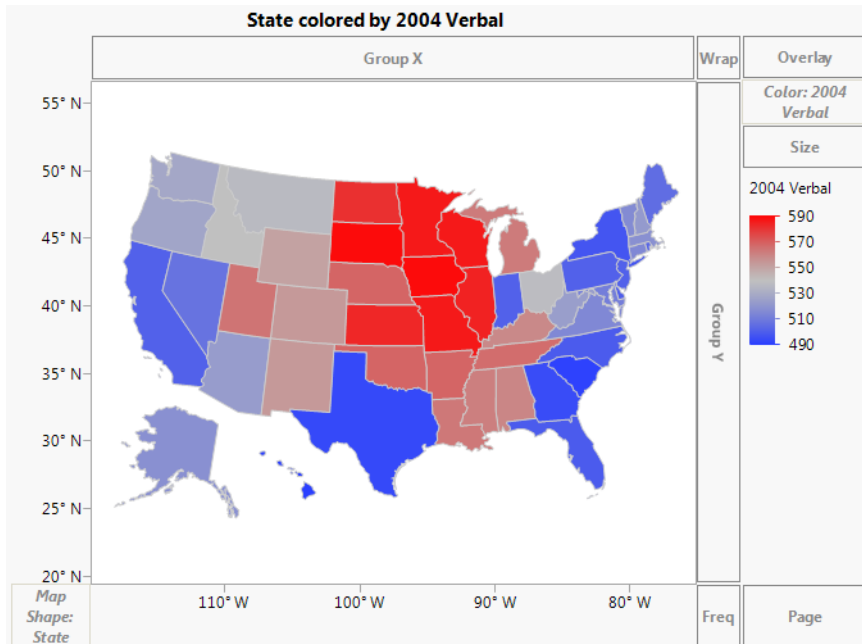 State colored by 2004 Verbal
Group X
Wrap
Overlay
Color: 2004
Verbal
Size
2004 Verbal
590
570
550
530
510
490
55° N
50° N
45° N
40° N
35° N
30° N
25° N
20° N
Group Y
110° W
100° W
90° W
80° W
Map
Shape:
State
Freq
Page